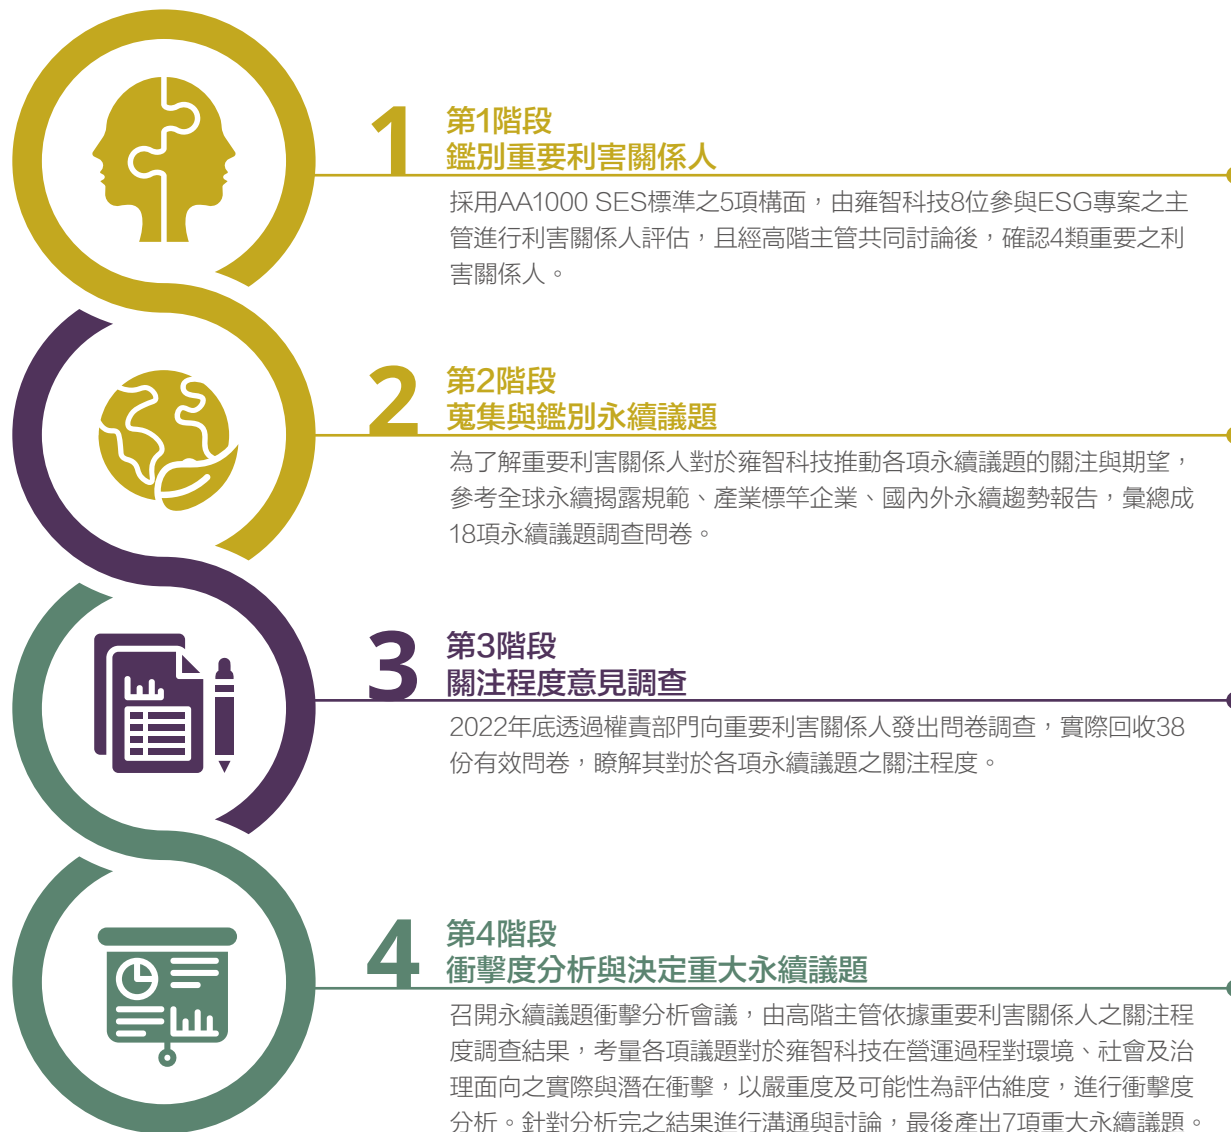 1
第1階段
鑑別重要利害關係人
採用AA1000 SES標準之5項構面，由雍智科技8位參與ESG專案之主
管進行利害關係人評估，且經高階主管共同討論後，確認4類重要之利
害關係人。
2
第2階段
蒐集與鑑別永續議題
為了解重要利害關係人對於雍智科技推動各項永續議題的關注與期望，
參考全球永續揭露規範、產業標竿企業、國內外永續趨勢報告，彙總成
18項永續議題調查問卷。
3
第3階段
關注程度意見調查
2022年底透過權責部門向重要利害關係人發出問卷調查，實際回收38
份有效問卷，瞭解其對於各項永續議題之關注程度。
4
第4階段
衝擊度分析與決定重大永續議題
召開永續議題衝擊分析會議，由高階主管依據重要利害關係人之關注程
度調查結果，考量各項議題對於雍智科技在營運過程對環境、社會及治
理面向之實際與潛在衝擊，以嚴重度及可能性為評估維度，進行衝擊度
分析。針對分析完之結果進行溝通與討論，最後產出7項重大永續議題。